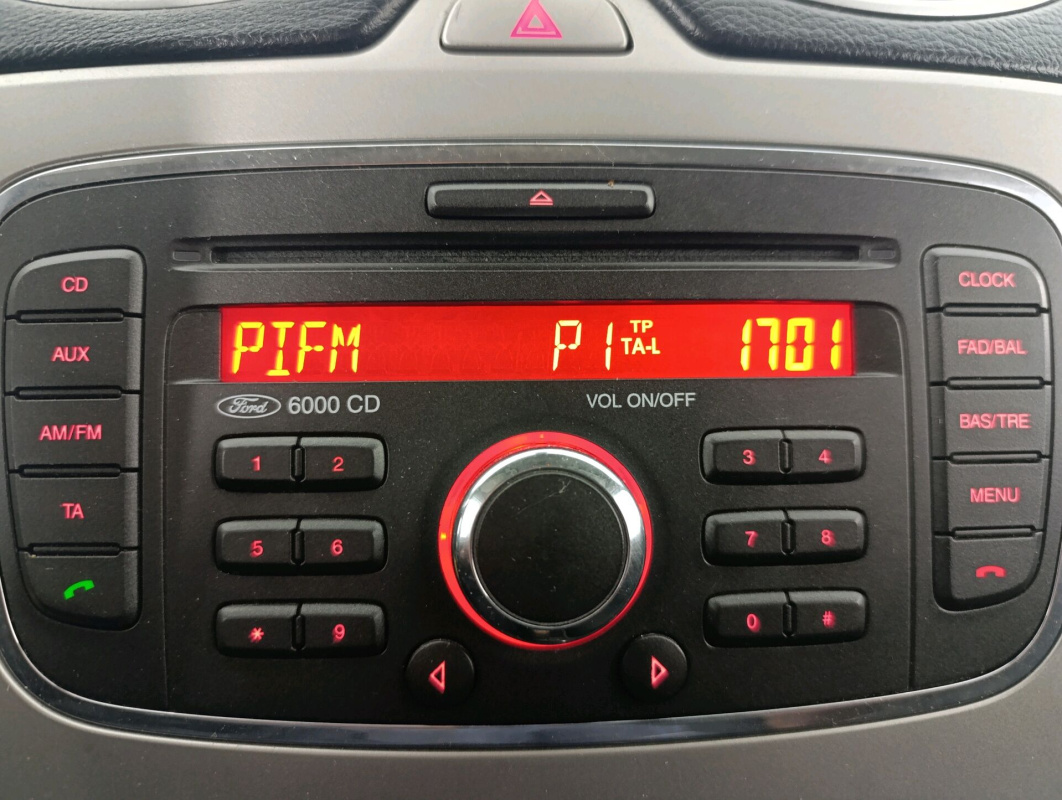 CD
AUX
AM/FM
TA
PIFM P1 TP TA-L 1701
Ford 6000 CD
VOL ON/OFF
1 2
5 6
* 9
3 4
7 8
0 #
CLOCK
FAD/BAL
BAS/TRE
MENU